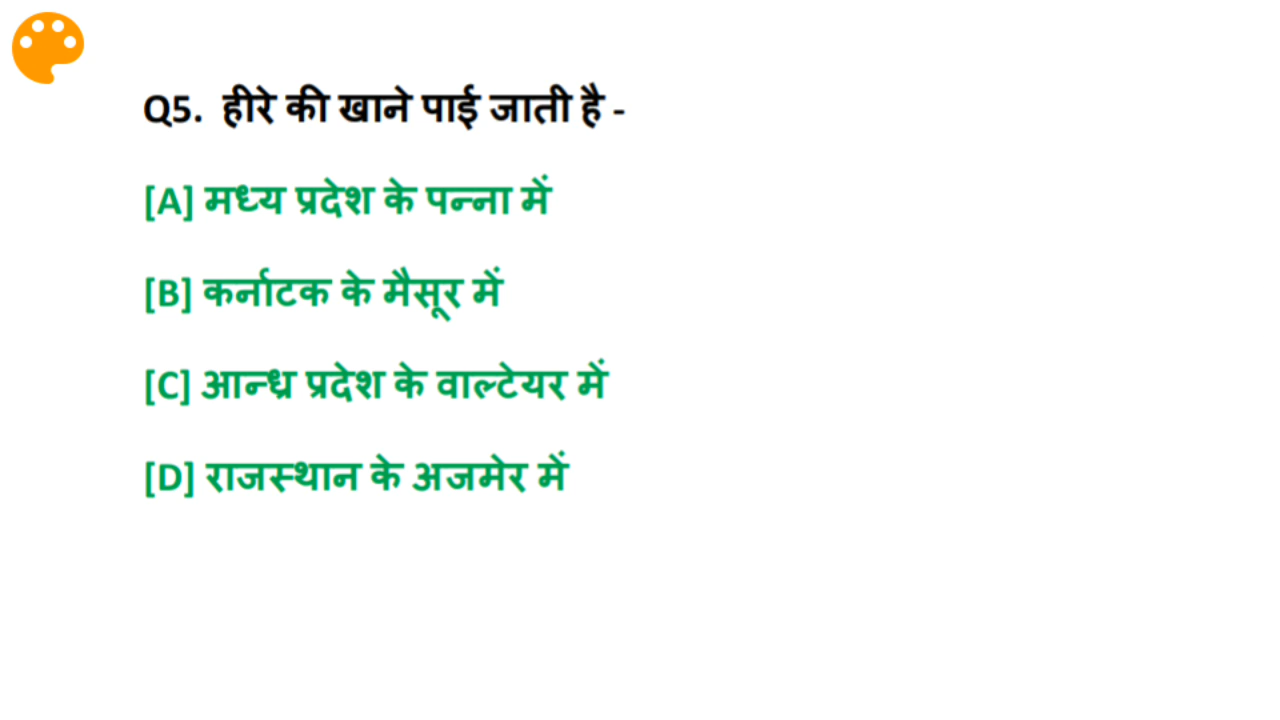 Q5. हीरे की खाने पाई जाती है -
[A] मध्य प्रदेश के पन्ना में
[B] कर्नाटक के मैसूर में
[C] आन्ध्र प्रदेश के वाल्टेयर में
[D] राजस्थान के अजमेर में